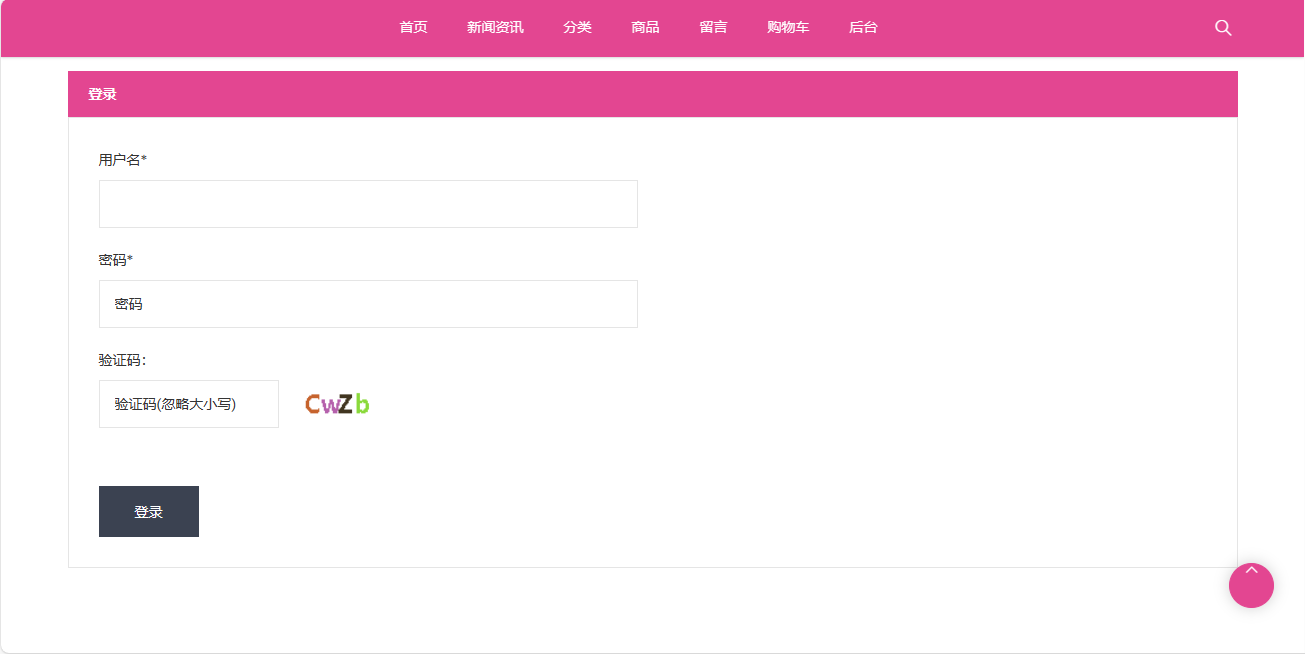 首页 新闻资讯 分类 商品 留言 购物车 后台
登录
用户名*
密码*
密码
验证码:
验证码(忽略大小写) CwZb
登录